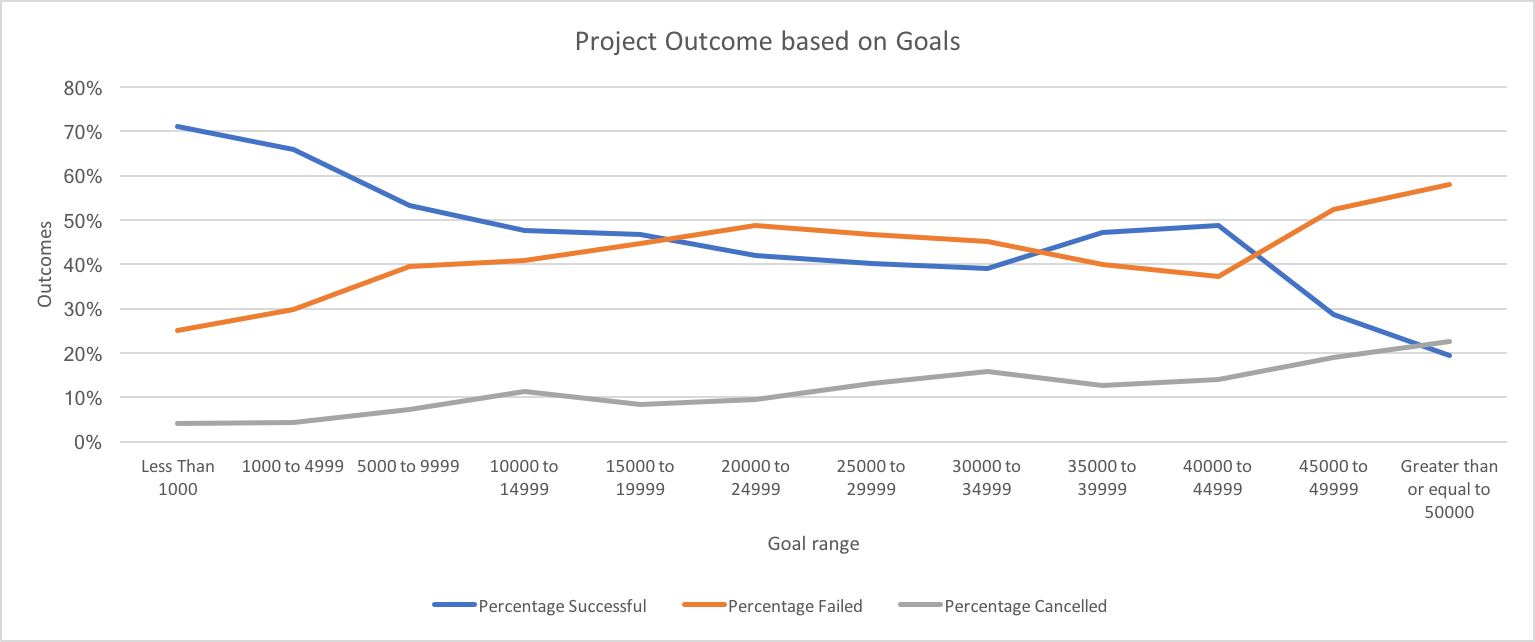 Project Outcome based on Goals
80%
70%
60%
50%
40%
30%
20%
10%
0%
Outcomes
Less Than
1000
1000 to 4999
5000 to 9999
10000 to
14999
15000 to
19999
20000 to
24999
25000 to
29999
30000 to
34999
35000 to
39999
40000 to
44999
45000 to
49999
Greater than
or equal to
50000
Goal range
Percentage Successful
Percentage Failed
Percentage Cancelled